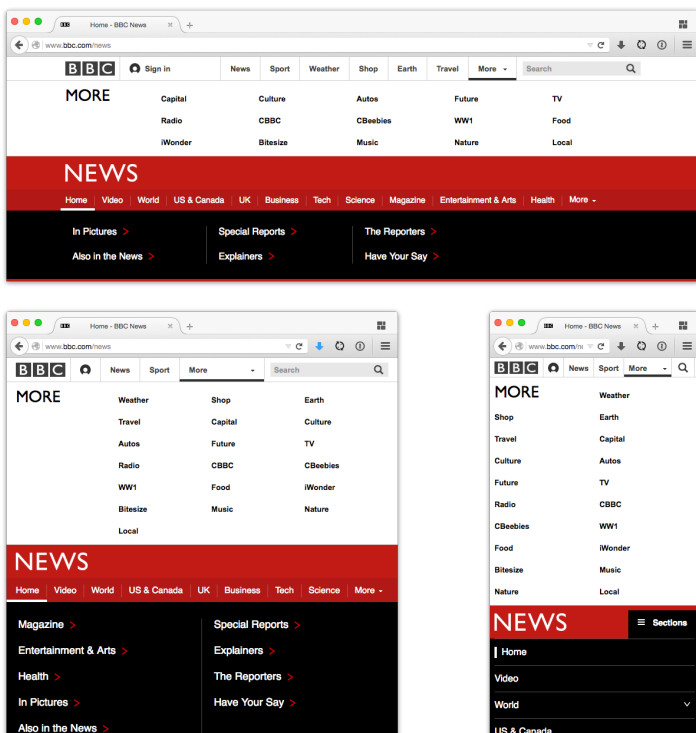 BBC Home - BBC News × +
www.bbc.com/news
BBC Sign in News Sport Weather Shop Earth Travel More Search
MORE
Capital Culture Autos Future TV
Radio CBBC CBeebies WW1 Food
iWonder Bitesize Music Nature Local
NEWS
Home Video World US & Canada UK Business Tech Science Magazine Entertainment & Arts Health More
In Pictures > Special Reports > The Reporters >
Also in the News > Explainers > Have Your Say >
BBC Home - BBC News × +
www.bbc.com/news
BBC News Sport More Search
MORE
Weather Shop Earth
Travel Capital Culture
Autos Future TV
Radio CBBC CBeebies
WW1 Food iWonder
Bitesize Music Nature
Local
NEWS
Home Video World US & Canada UK Business Tech Science More
Magazine > Special Reports >
Entertainment & Arts > Explainers >
Health > The Reporters >
In Pictures > Have Your Say >
Also in the News >
BBC Home - BBC News × +
www.bbc.com/ne
BBC News Sport More
MORE
Weather
Shop Earth
Travel Capital
Culture Autos
Future TV
Radio CBBC
CBeebies WW1
Food iWonder
Bitesize Music
Nature Local
NEWS Sections
Home
Video
World
US & Canada